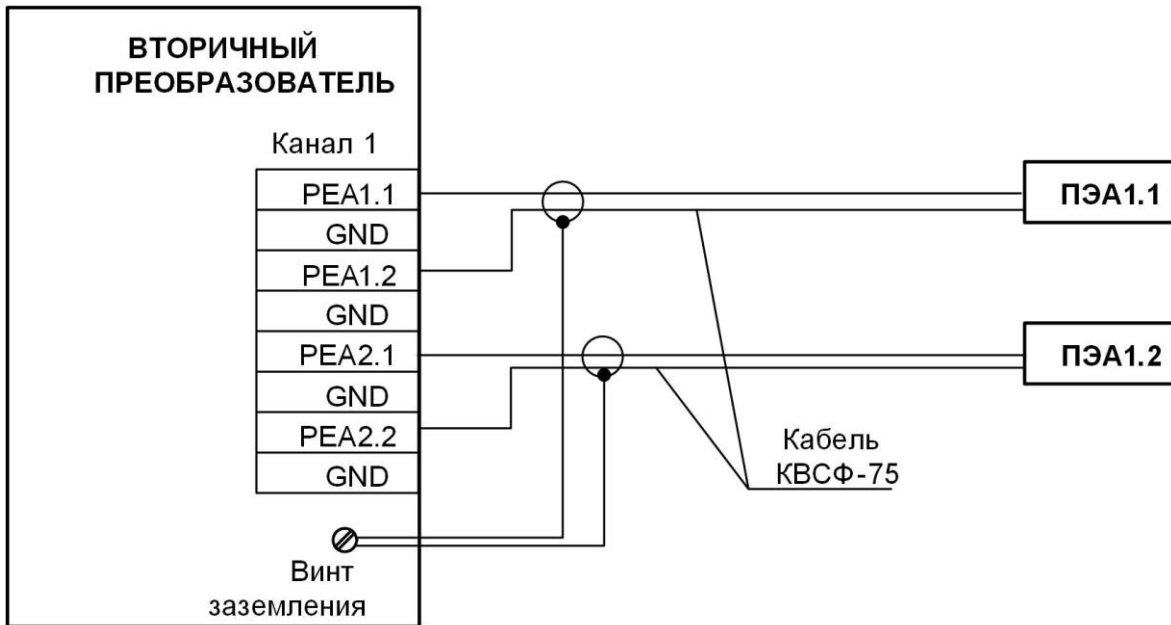 ВТОРИЧНЫЙ
ПРЕОБРАЗОВАТЕЛЬ
Канал 1
PEA1.1
GND
PEA1.2
GND
PEA2.1
GND
PEA2.2
GND
Винт
заземления
ПЭА1.1
ПЭА1.2
Кабель
КВСФ-75